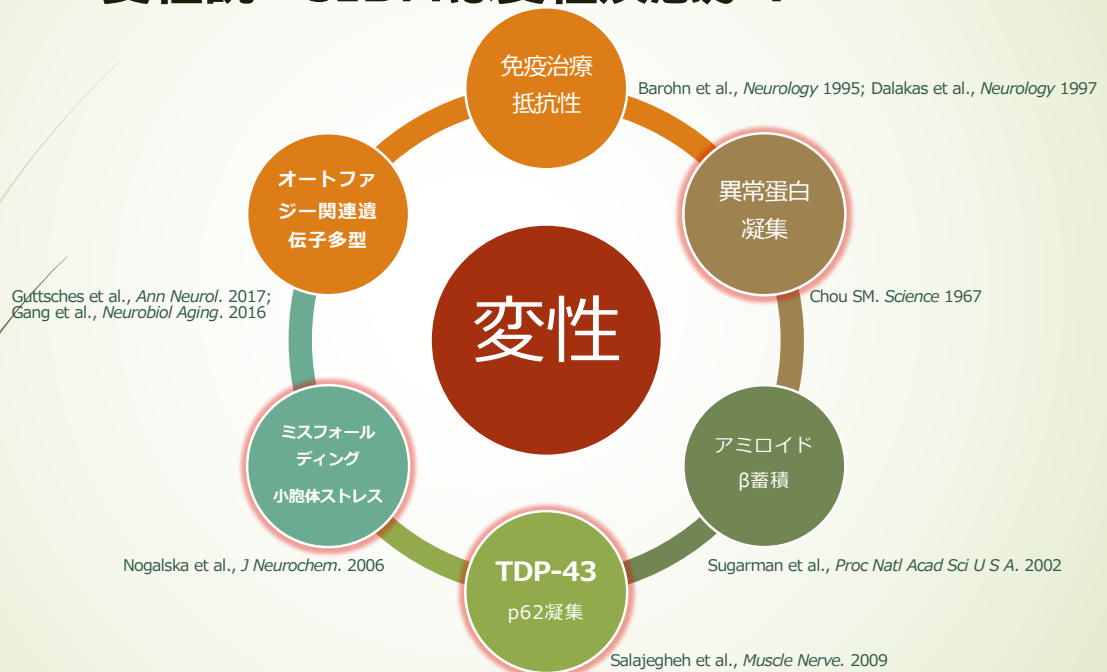 免疫治療
抵抗性
Barohn et al., Neurology 1995; Dalakas et al., Neurology 1997
オートファ
ジー関連遺
伝子多型
異常蛋白
凝集
Guttsches et al., Ann Neurol. 2017;
Gang et al., Neurobiol Aging. 2016
Chou SM. Science 1967
変性
ミスフォール
ディング
小胞体ストレス
アミロイド
β蓄積
Nogalska et al., J Neurochem. 2006
TDP-43
p62凝集
Sugarman et al., Proc Natl Acad Sci U S A. 2002
Salajegheh et al., Muscle Nerve. 2009